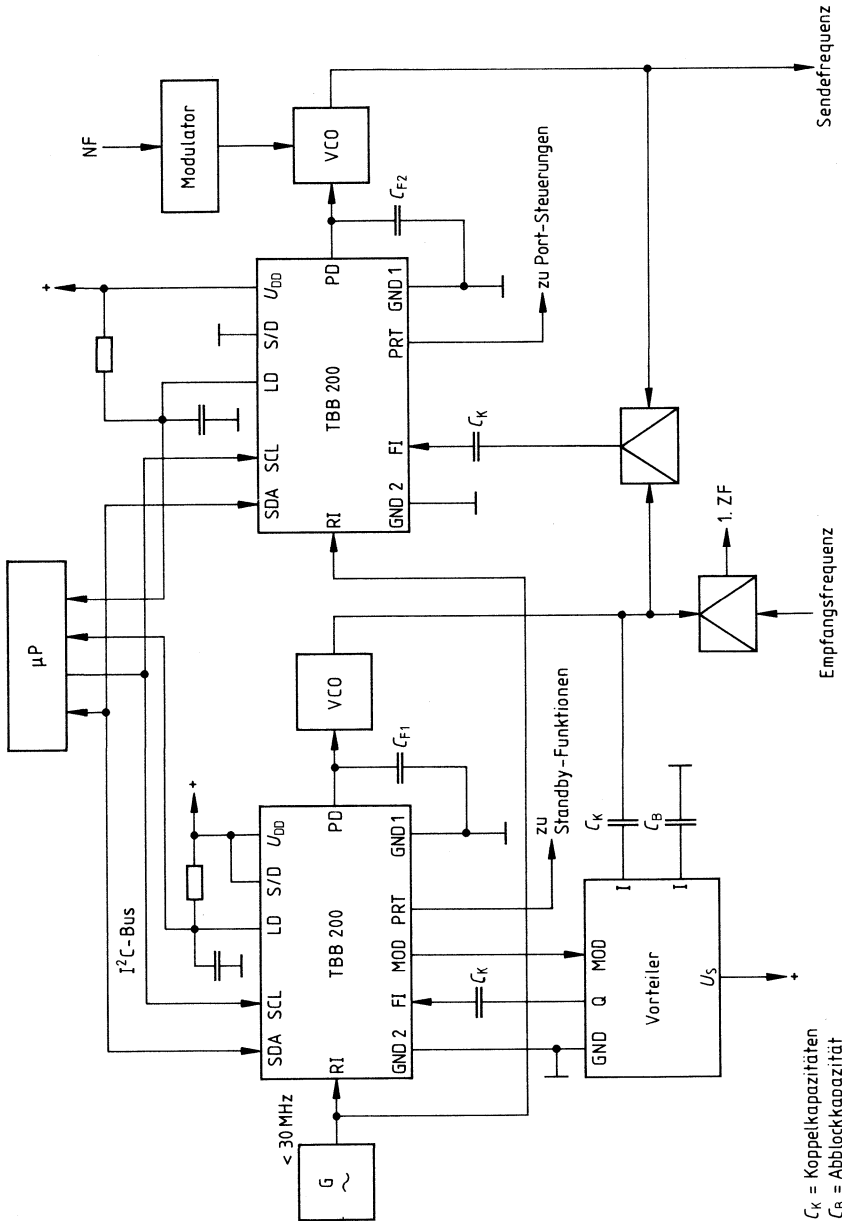 µP
I²C-Bus
+
+
NF
Modulator
SDA
SCL
LD
S/D
U_DD
SDA
SCL
LD
S/D
U_DD
< 30 MHz
G
~
RI
TBB 200
PD
VCO
RI
TBB 200
PD
VCO
GND 2
FI
MOD
PRT
GND 1
C_F1
GND 2
FI
PRT
GND 1
C_F2
C_K
zu
Standby-Funktionen
C_K
zu Port-Steuerungen
GND
Q
MOD
I
C_K
Vorteiler
I
C_B
U_S
+
1. ZF
Empfangsfrequenz
Sendefrequenz
C_K = Koppelkapazitäten
C_B = Abblockkapazität